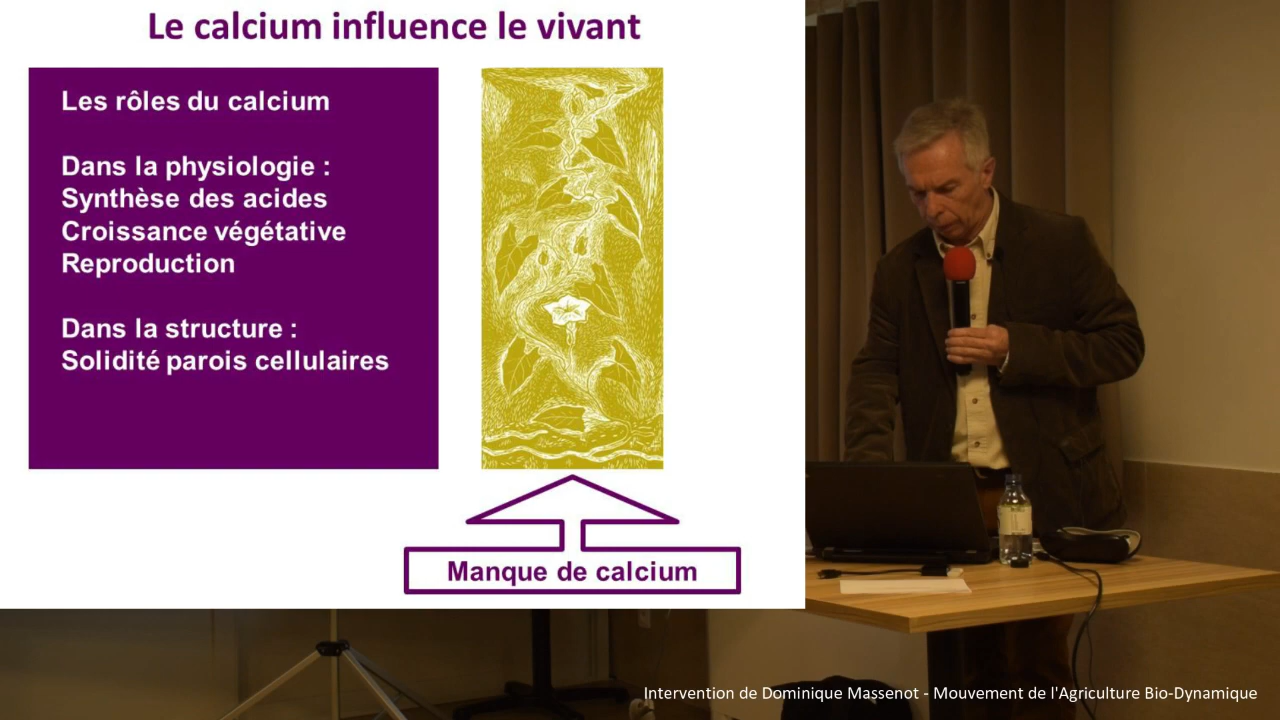 Le calcium influence le vivant
Les rôles du calcium
Dans la physiologie :
Synthèse des acides
Croissance végétative
Reproduction
Dans la structure :
Solidité parois cellulaires
Manque de calcium
Intervention de Dominique Massenot - Mouvement de l'Agriculture Bio-Dynamique